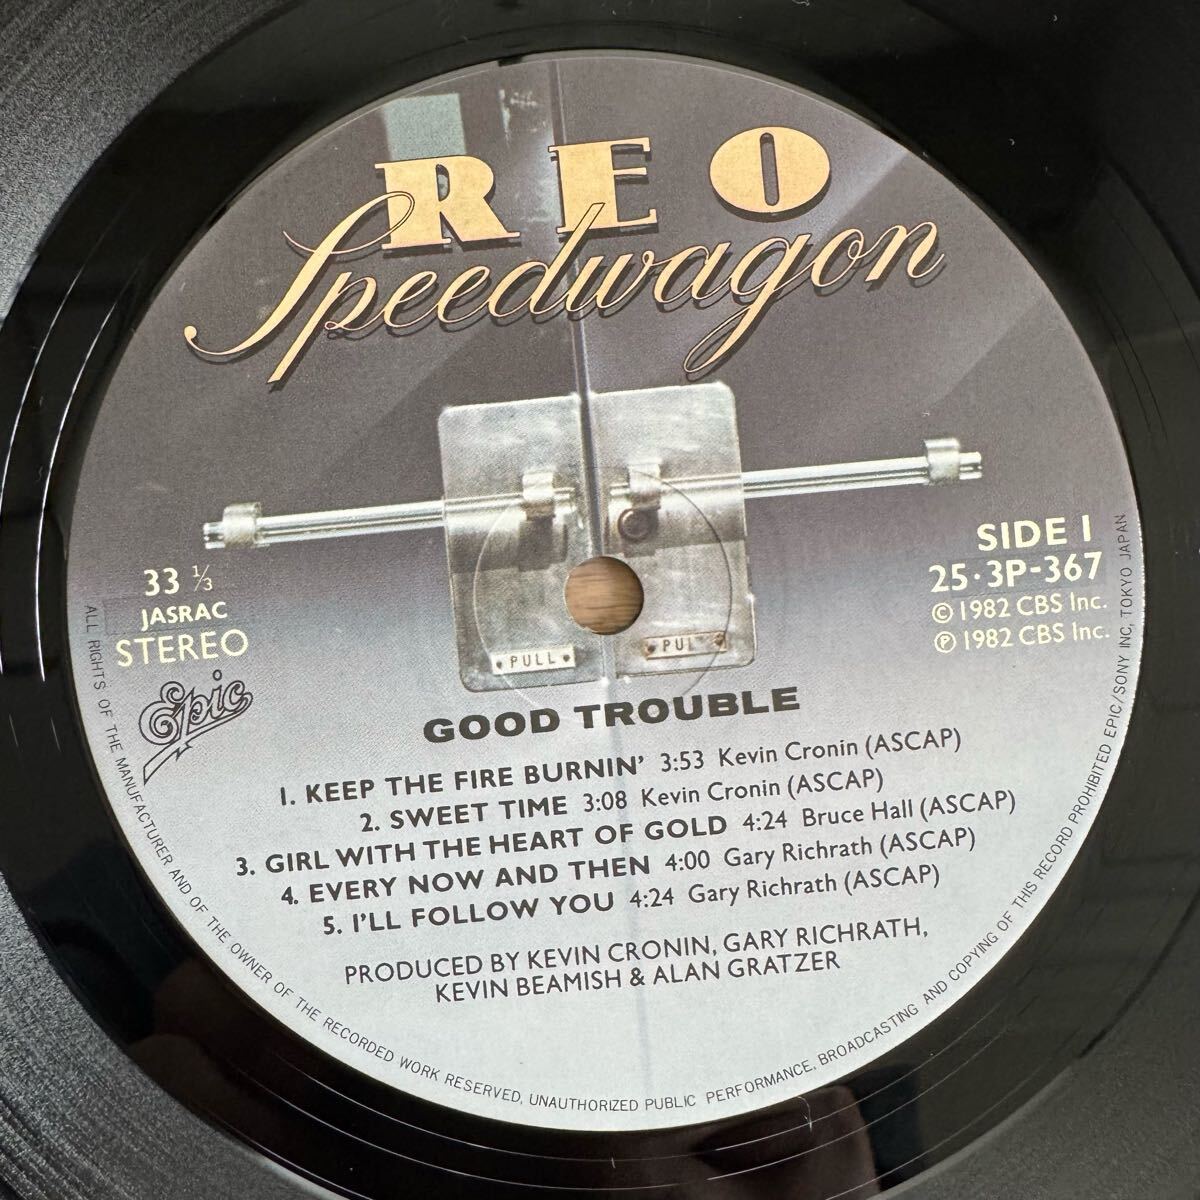 REO
Speedwagon
33 ⅓
JASRAC
STEREO
Epic
SIDE 1
25·3P-367
© 1982 CBS Inc.
℗ 1982 CBS Inc.
PULL
PUL
GOOD TROUBLE
1. KEEP THE FIRE BURNIN' 3:53 Kevin Cronin (ASCAP)
2. SWEET TIME 3:08 Kevin Cronin (ASCAP)
3. GIRL WITH THE HEART OF GOLD 4:24 Bruce Hall (ASCAP)
4. EVERY NOW AND THEN 4:00 Gary Richrath (ASCAP)
5. I'LL FOLLOW YOU 4:24 Gary Richrath (ASCAP)
PRODUCED BY KEVIN CRONIN, GARY RICHRATH,
KEVIN BEAMISH & ALAN GRATZER
ALL RIGHTS OF THE MANUFACTURER AND OF THE OWNER OF THE RECORDED WORK RESERVED, UNAUTHORIZED PUBLIC PERFORMANCE, BROADCASTING AND COPYING OF THIS RECORD PROHIBITED EPIC/SONY INC, TOKYO JAPAN